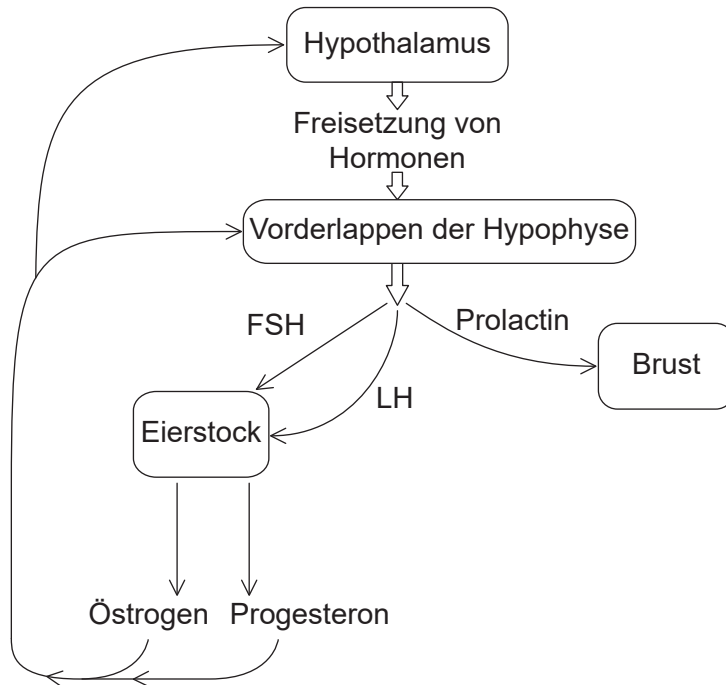 Hypothalamus
Freisetzung von
Hormonen
Vorderlappen der Hypophyse
FSH
Prolactin
Brust
LH
Eierstock
Östrogen
Progesteron